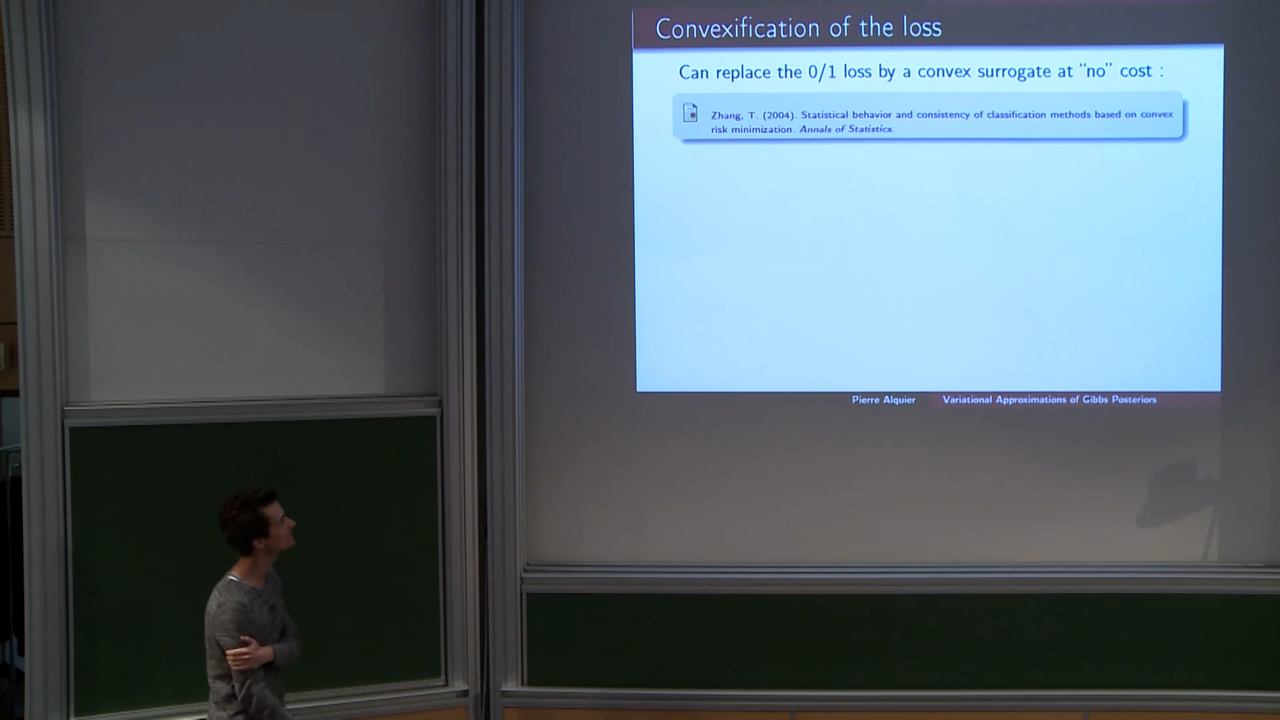 Convexification of the loss
Can replace the 0/1 loss by a convex surrogate at “no” cost :
Zhang, T. (2004). Statistical behavior and consistency of classification methods based on convex
risk minimization. Annals of Statistics.
Pierre Alquier Variational Approximations of Gibbs Posteriors